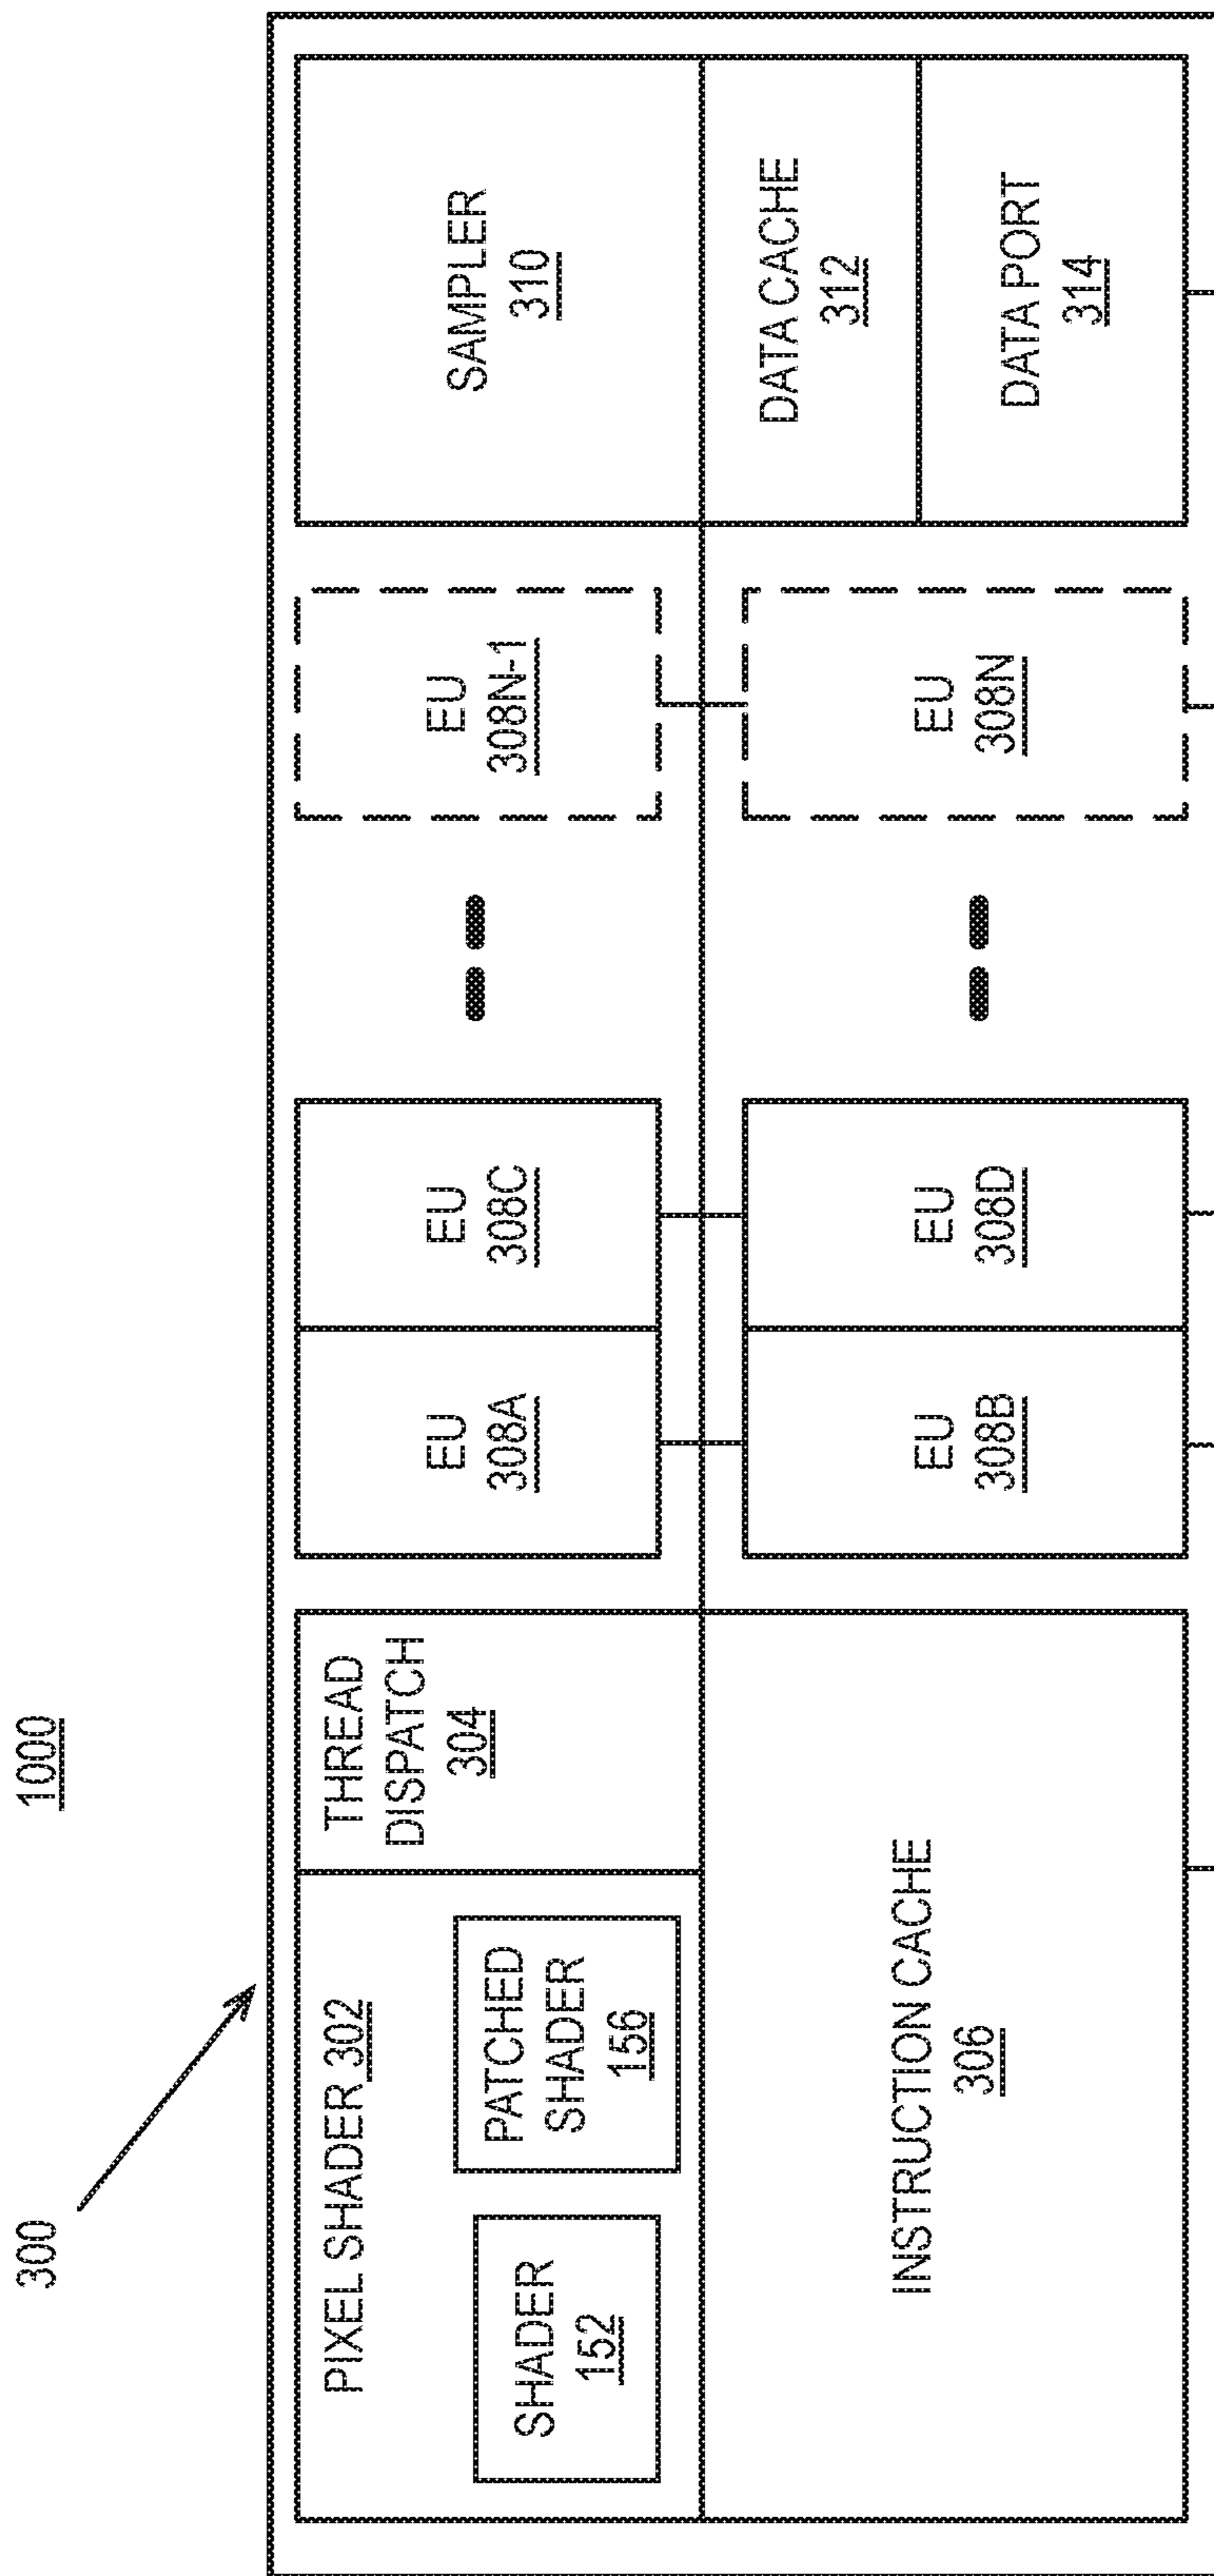 1000
300
PIXEL SHADER 302
SHADER
152
PATCHED
SHADER
156
THREAD
DISPATCH
304
INSTRUCTION CACHE
306
EU
308A
EU
308C
EU
308B
EU
308D
EU
308N-1
EU
308N
SAMPLER
310
DATA CACHE
312
DATA PORT
314